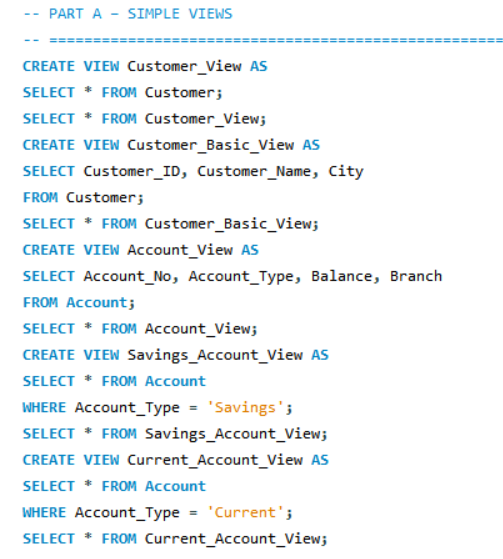 -- PART A – SIMPLE VIEWS
-- ====================================================
CREATE VIEW Customer_View AS
SELECT * FROM Customer;
SELECT * FROM Customer_View;
CREATE VIEW Customer_Basic_View AS
SELECT Customer_ID, Customer_Name, City
FROM Customer;
SELECT * FROM Customer_Basic_View;
CREATE VIEW Account_View AS
SELECT Account_No, Account_Type, Balance, Branch
FROM Account;
SELECT * FROM Account_View;
CREATE VIEW Savings_Account_View AS
SELECT * FROM Account
WHERE Account_Type = 'Savings';
SELECT * FROM Savings_Account_View;
CREATE VIEW Current_Account_View AS
SELECT * FROM Account
WHERE Account_Type = 'Current';
SELECT * FROM Current_Account_View;